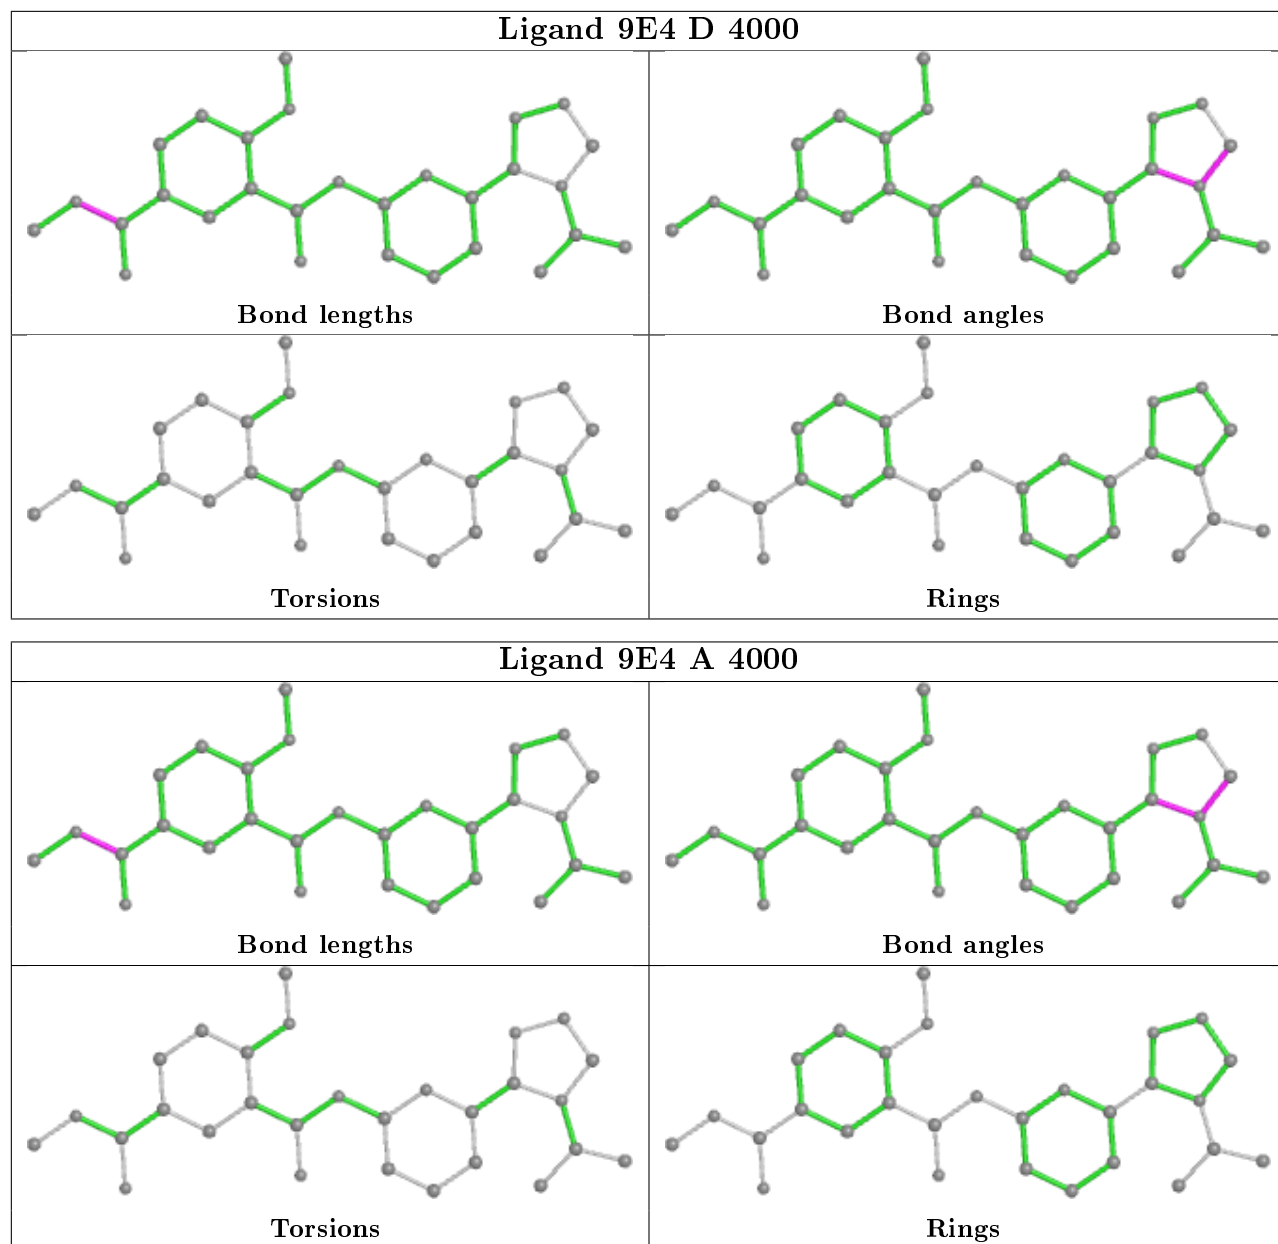 Ligand 9E4 D 4000
Bond lengths
Bond angles
Torsions
Rings
Ligand 9E4 A 4000
Bond lengths
Bond angles
Torsions
Rings